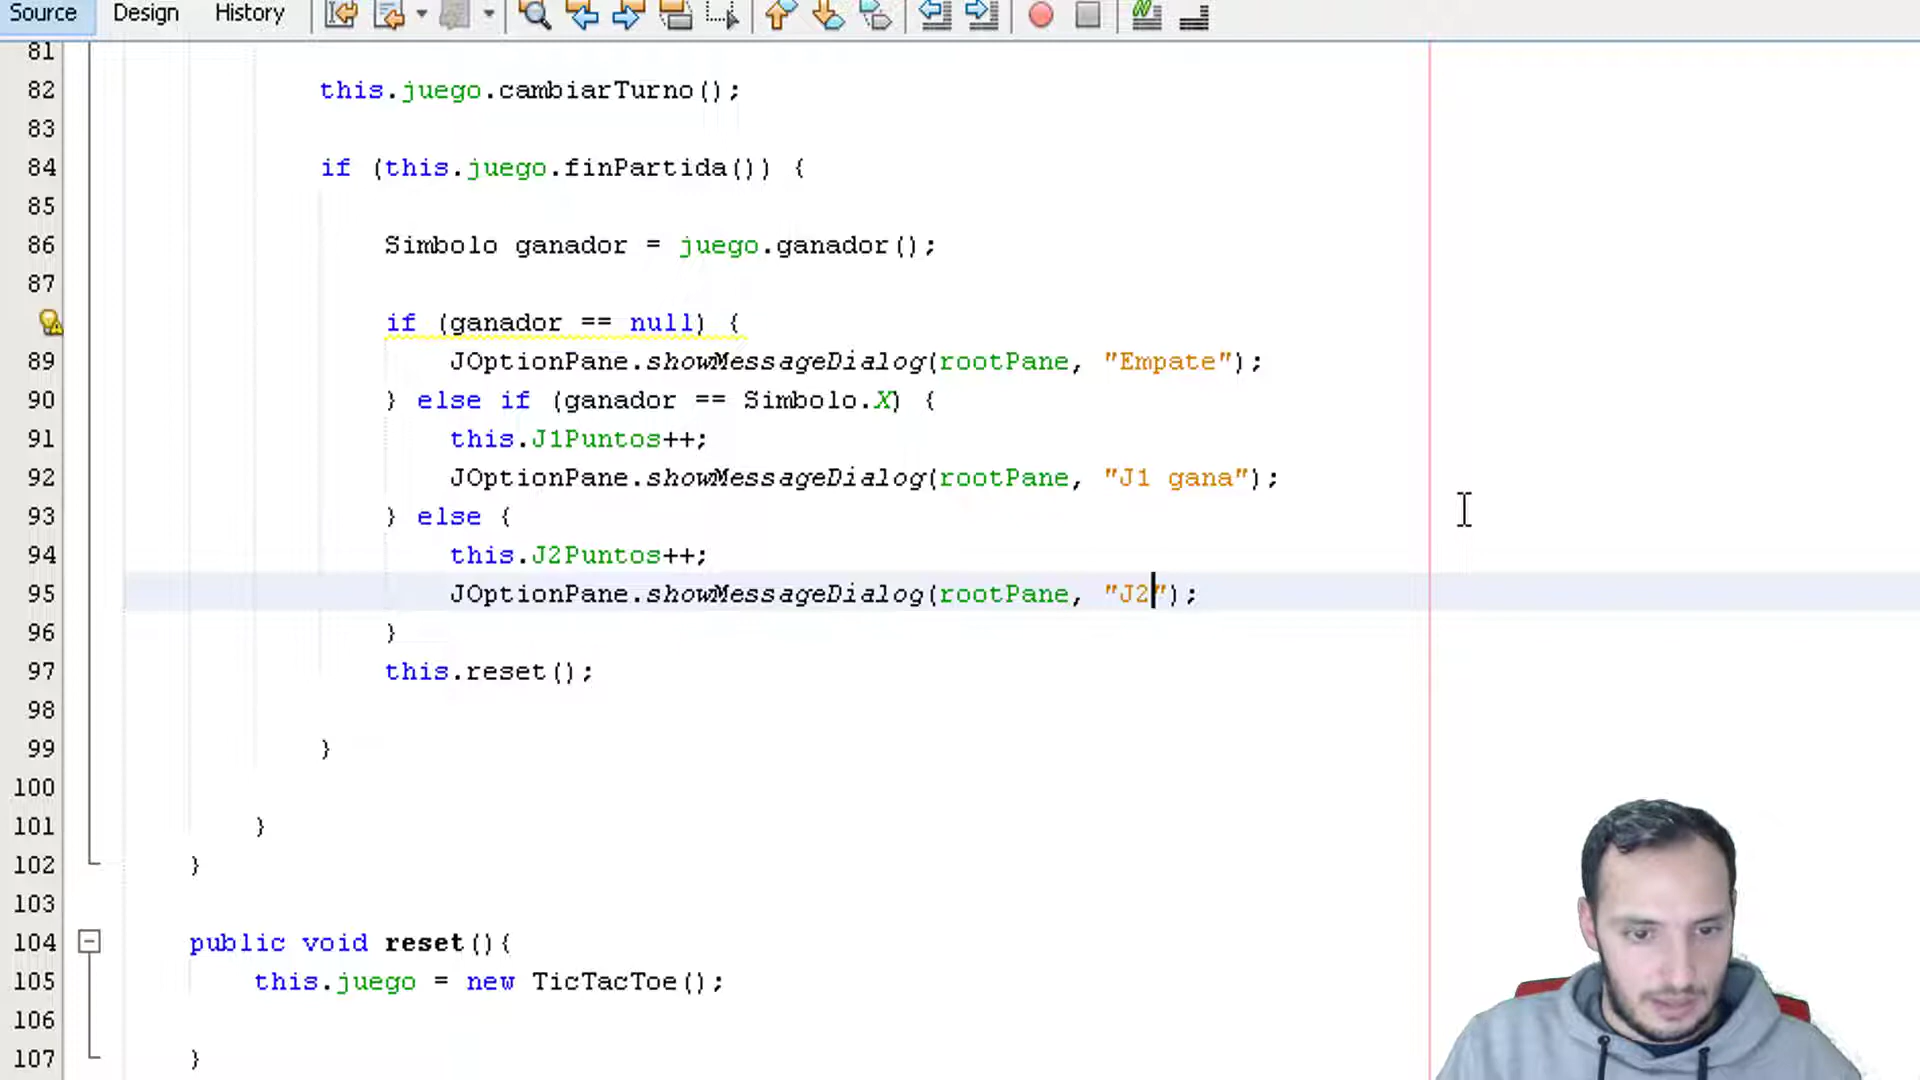 Source Design History
81
82 this.juego.cambiarTurno();
83
84 if (this.juego.finPartida()) {
85
86 Simbolo ganador = juego.ganador();
87
if (ganador == null) {
89 JOptionPane.showMessageDialog(rootPane, "Empate");
90 } else if (ganador == Simbolo.X) {
91 this.J1Puntos++;
92 JOptionPane.showMessageDialog(rootPane, "J1 gana");
93 } else {
94 this.J2Puntos++;
95 JOptionPane.showMessageDialog(rootPane, "J2");
96 }
97 this.reset();
98
99 }
100
101 }
102 }
103
104 public void reset(){
105 this.juego = new TicTacToe();
106
107 }